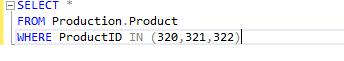 SELECT *
FROM Production.Product
WHERE ProductID IN (320,321,322)